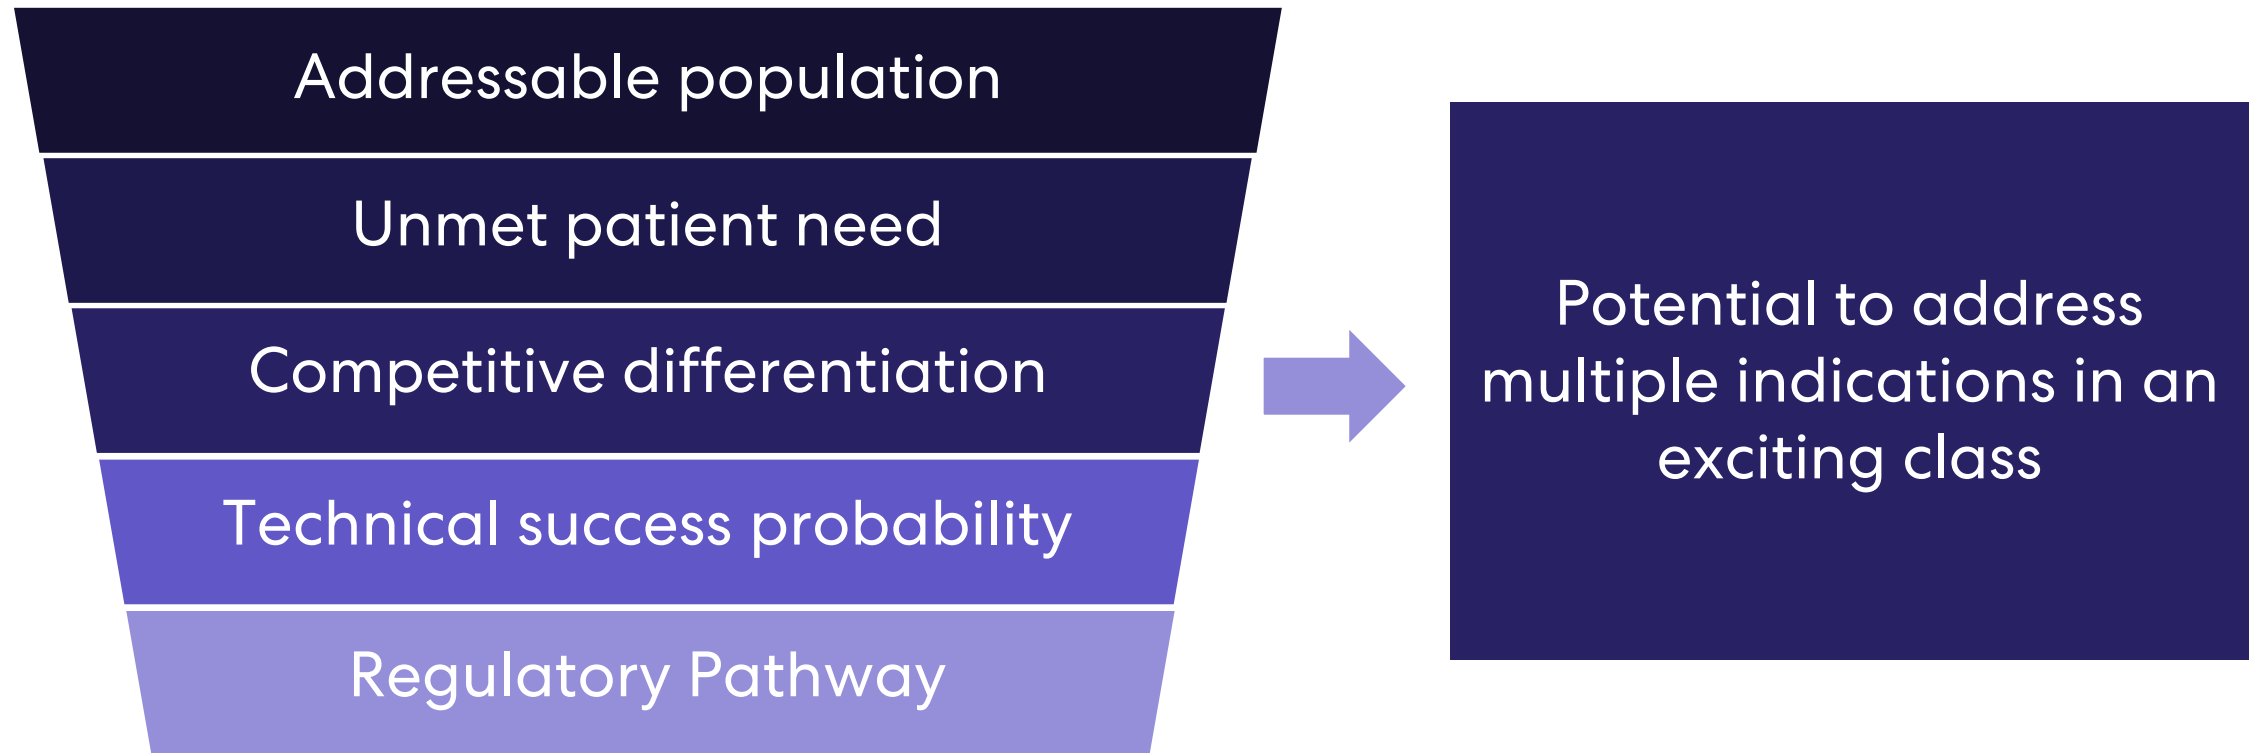 Addressable population
Unmet patient need
Competitive differentiation
Technical success probability
Regulatory Pathway
Potential to address
multiple indications in an
exciting class